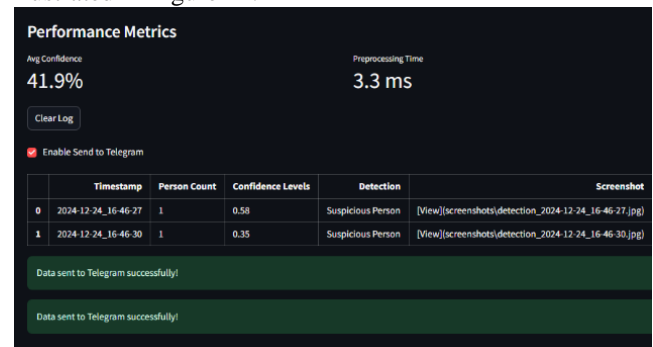 Performance Metrics
Avg Confidence Preprocessing Time
41.9% 3.3 ms
Clear Log
Enable Send to Telegram
Timestamp Person Count Confidence Levels Detection Screenshot
0 2024-12-24_16-46-27 1 0.58 Suspicious Person [View](screenshots\detection_2024-12-24_16-46-27.jpg)
1 2024-12-24_16-46-30 1 0.35 Suspicious Person [View](screenshots\detection_2024-12-24_16-46-30.jpg)
Data sent to Telegram successfully!
Data sent to Telegram successfully!